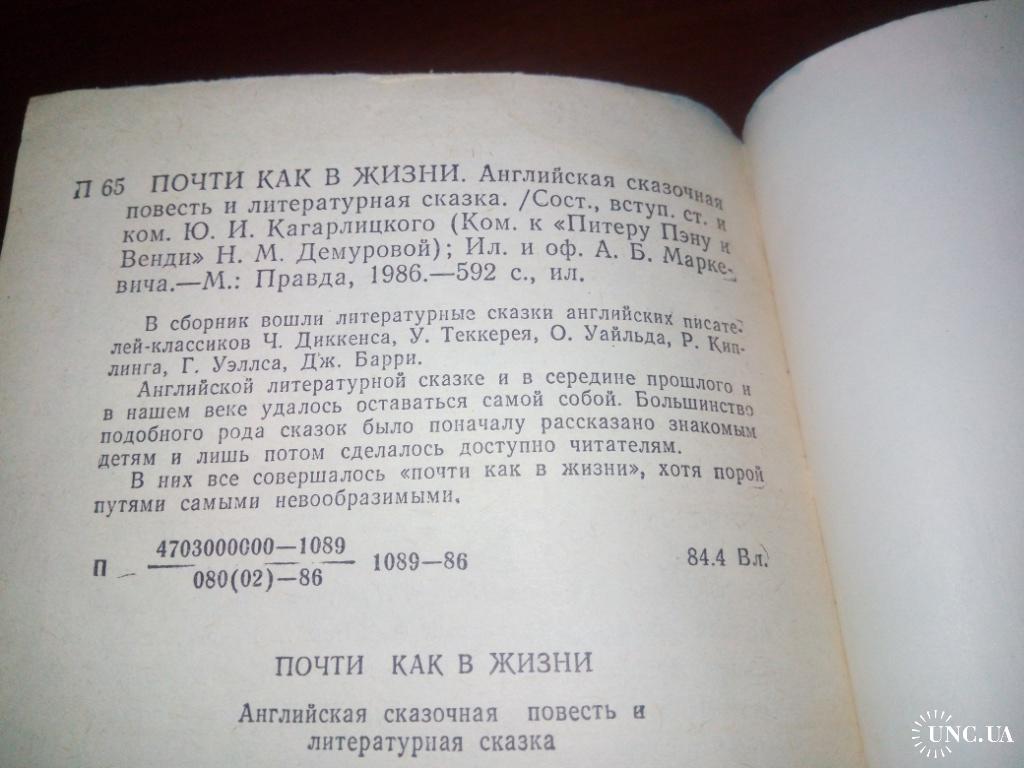 П 65 ПОЧТИ КАК В ЖИЗНИ. Английская сказочная
повесть и литературная сказка. /Сост., вступ. ст. и
ком. Ю. И. Кагарлицкого (Ком. к «Питеру Пэну и
Венди» Н. М. Демуровой); Ил. и оф. А. Б. Марке-
вича.—М.: Правда, 1986.—592 с., ил.
В сборник вошли литературные сказки английских писате-
лей-классиков Ч. Диккенса, У. Теккерея, О. Уайльда, Р. Кип-
линга, Г. Уэллса, Дж. Барри.
Английской литературной сказке и в середине прошлого и
в нашем веке удалось оставаться самой собой. Большинство
подобного рода сказок было поначалу рассказано знакомым
детям и лишь потом сделалось доступно читателям.
В них все совершалось «почти как в жизни», хотя порой
путями самыми невообразимыми.
П 4703000000—1089
080(02)—86
1089—86 84.4 Вл.
ПОЧТИ КАК В ЖИЗНИ
Английская сказочная повесть и
литературная сказка
UNC.UA